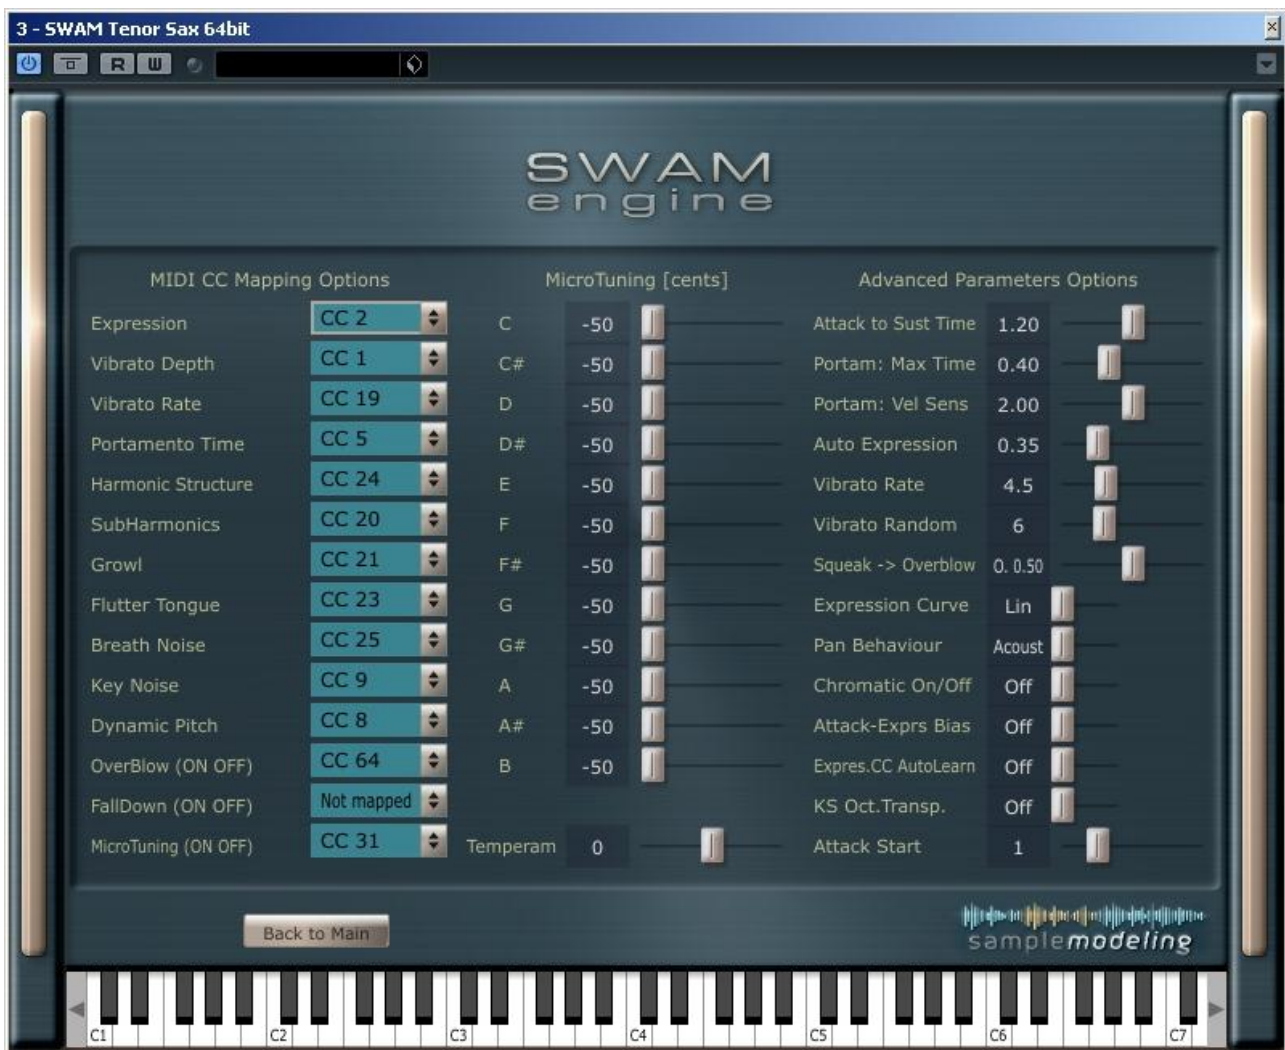 3 - SWAM Tenor Sax 64bit
R W
SWAM
engine
MIDI CC Mapping Options MicroTuning [cents] Advanced Parameters Options
Expression CC 2 C -50 Attack to Sust Time 1.20
Vibrato Depth CC 1 C# -50 Portam: Max Time 0.40
Vibrato Rate CC 19 D -50 Portam: Vel Sens 2.00
Portamento Time CC 5 D# -50 Auto Expression 0.35
Harmonic Structure CC 24 E -50 Vibrato Rate 4.5
SubHarmonics CC 20 F -50 Vibrato Random 6
Growl CC 21 F# -50 Squeak -> Overblow 0. 0.50
Flutter Tongue CC 23 G -50 Expression Curve Lin
Breath Noise CC 25 G# -50 Pan Behaviour Acoust
Key Noise CC 9 A -50 Chromatic On/Off Off
Dynamic Pitch CC 8 A# -50 Attack-Exprs Bias Off
OverBlow (ON OFF) CC 64 B -50 Expres.CC AutoLearn Off
FallDown (ON OFF) Not mapped KS Oct.Transp. Off
MicroTuning (ON OFF) CC 31 Temperam 0 Attack Start 1
Back to Main
samplemodeling
C1 C2 C3 C4 C5 C6 C7